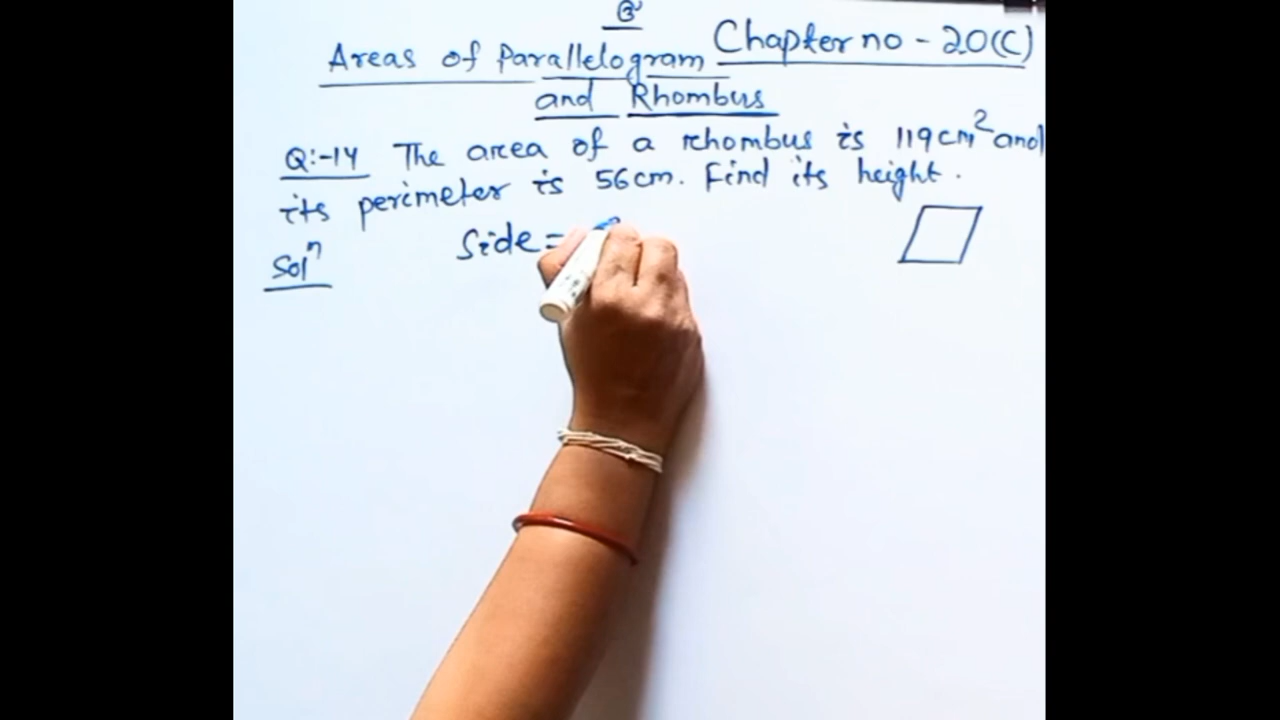 Areas of Parallelogram Chapter no - 20(C)
and Rhombus
Q:-14 The area of a rhombus is 119cm² and
its perimeter is 56cm. Find its height.
Solⁿ Side =